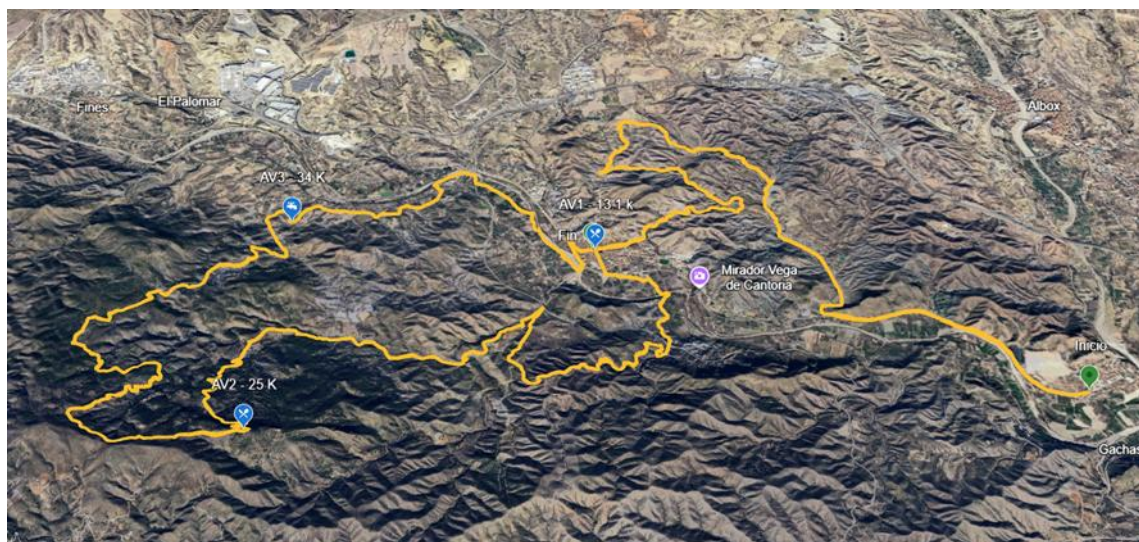 Fines
El Palomar
Albox
AV3 - 34 K
AV1 - 13.1 k
Fin
Mirador Vega
de Cantoria
Inicio
AV2 - 25 K
Gachas